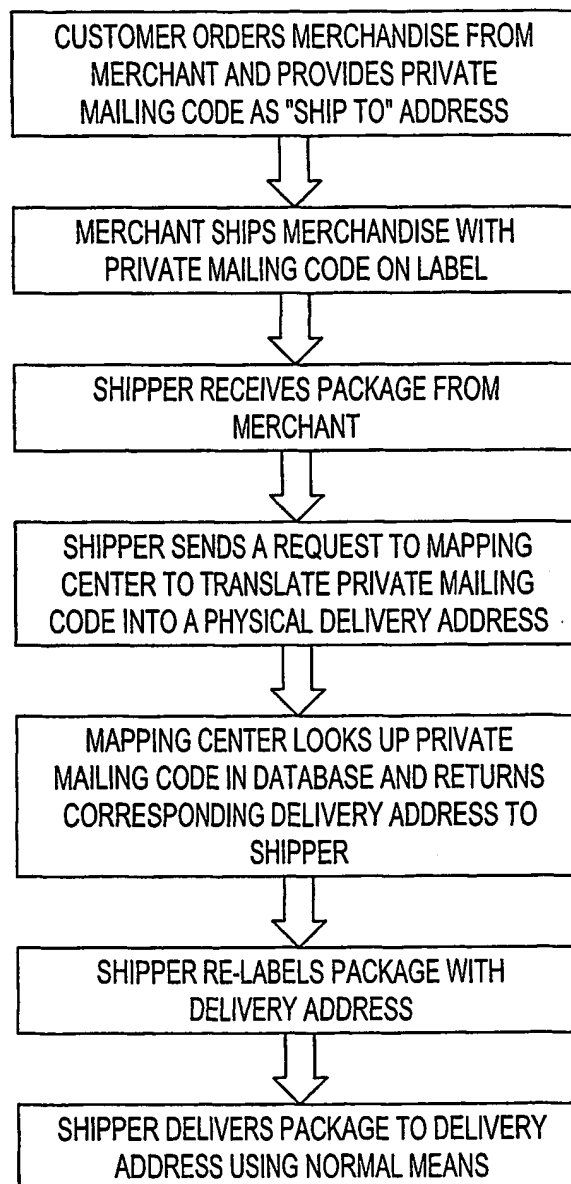 CUSTOMER ORDERS MERCHANDISE FROM
MERCHANT AND PROVIDES PRIVATE
MAILING CODE AS "SHIP TO" ADDRESS
MERCHANT SHIPS MERCHANDISE WITH
PRIVATE MAILING CODE ON LABEL
SHIPPER RECEIVES PACKAGE FROM
MERCHANT
SHIPPER SENDS A REQUEST TO MAPPING
CENTER TO TRANSLATE PRIVATE MAILING
CODE INTO A PHYSICAL DELIVERY ADDRESS
MAPPING CENTER LOOKS UP PRIVATE
MAILING CODE IN DATABASE AND RETURNS
CORRESPONDING DELIVERY ADDRESS TO
SHIPPER
SHIPPER RE-LABELS PACKAGE WITH
DELIVERY ADDRESS
SHIPPER DELIVERS PACKAGE TO DELIVERY
ADDRESS USING NORMAL MEANS